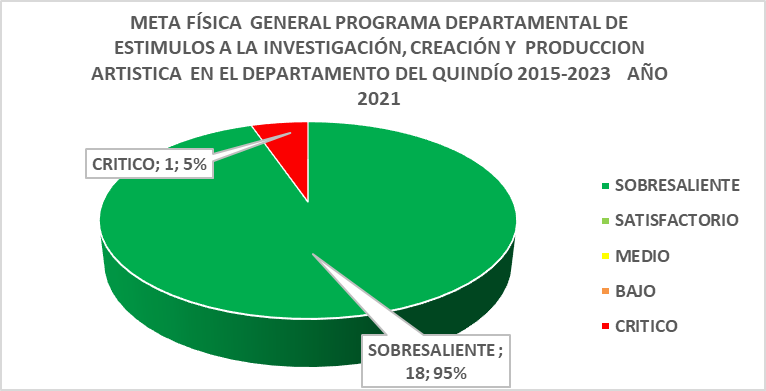 META FÍSICA GENERAL PROGRAMA DEPARTAMENTAL DE
ESTIMULOS A LA INVESTIGACIÓN, CREACIÓN Y PRODUCCION
ARTISTICA EN EL DEPARTAMENTO DEL QUINDÍO 2015-2023 AÑO
2021
CRITICO; 1; 5%
SOBRESALIENTE
SATISFACTORIO
MEDIO
BAJO
CRITICO
SOBRESALIENTE ;
18; 95%